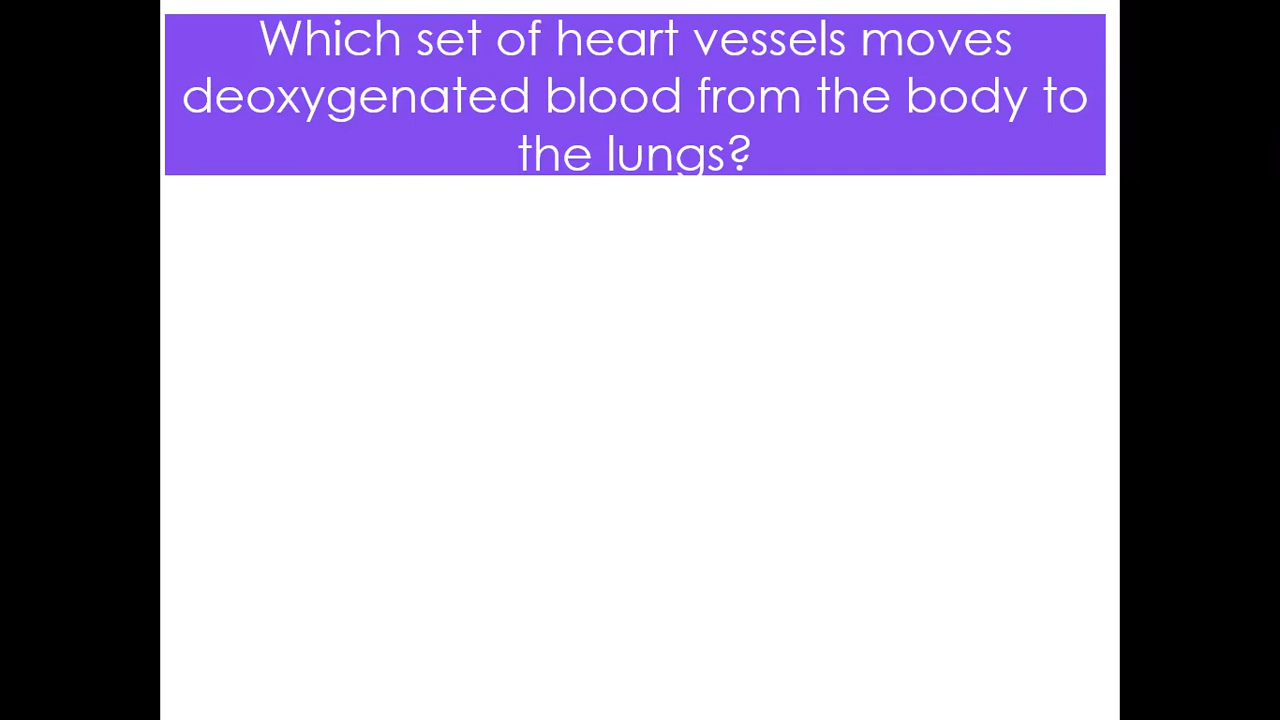 Which set of heart vessels moves
deoxygenated blood from the body to
the lungs?